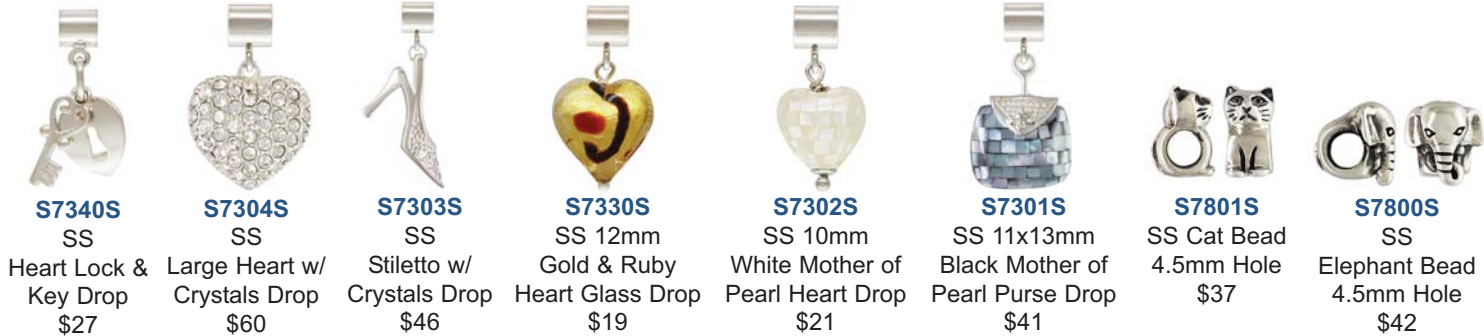 S7340S
SS
Heart Lock &
Key Drop
$27
S7304S
SS
Large Heart w/
Crystals Drop
$60
S7303S
SS
Stiletto w/
Crystals Drop
$46
S7330S
SS 12mm
Gold & Ruby
Heart Glass Drop
$19
S7302S
SS 10mm
White Mother of
Pearl Heart Drop
$21
S7301S
SS 11x13mm
Black Mother of
Pearl Purse Drop
$41
S7801S
SS Cat Bead
4.5mm Hole
$37
S7800S
SS
Elephant Bead
4.5mm Hole
$42